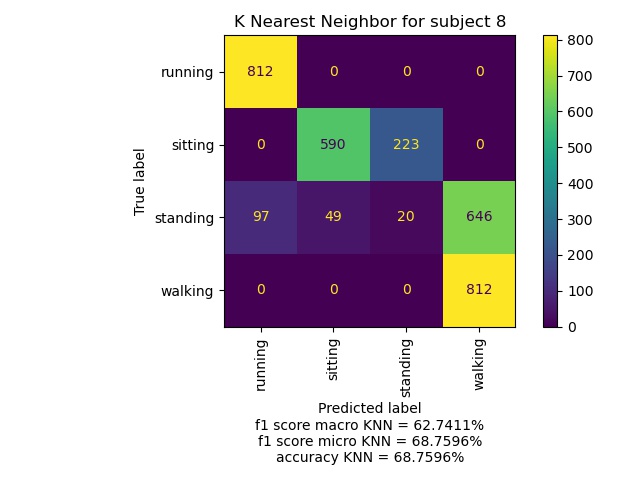 K Nearest Neighbor for subject 8
running 812 0 0 0
sitting 0 590 223 0
standing 97 49 20 646
walking 0 0 0 812
True label
running sitting standing walking
Predicted label
f1 score macro KNN = 62.7411%
f1 score micro KNN = 68.7596%
accuracy KNN = 68.7596%
800
700
600
500
400
300
200
100
0